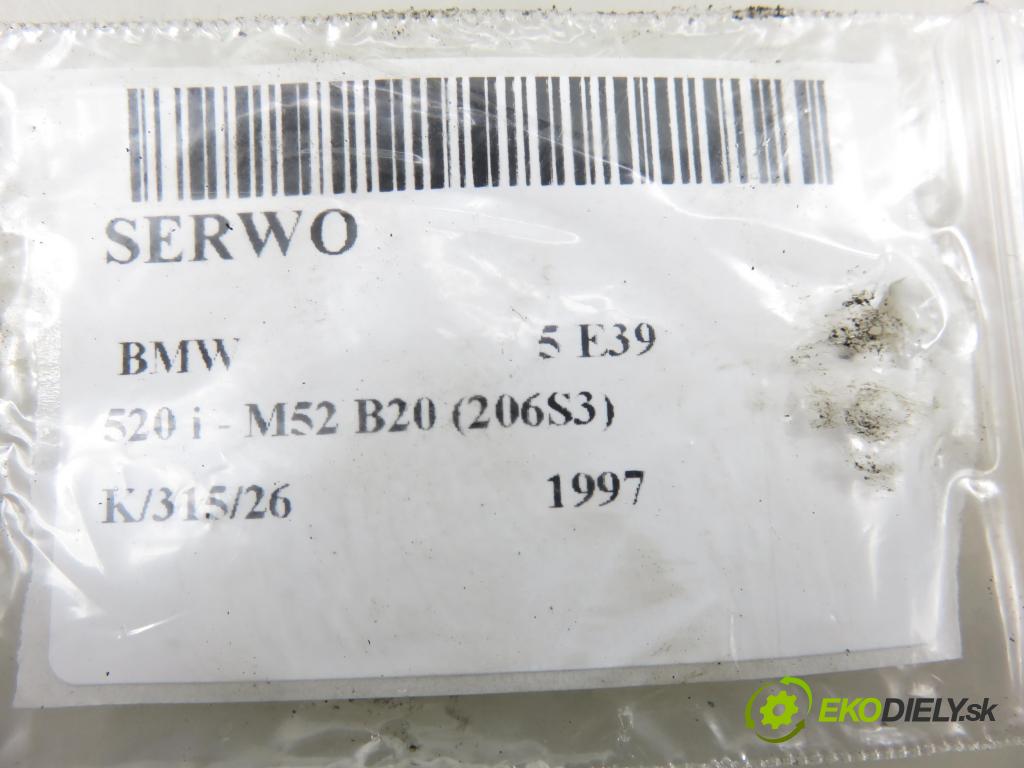 SERWO
BMW 5 E39
520 i - M52 B20 (206S3)
K/315/26 1997
EKODIELY.sk